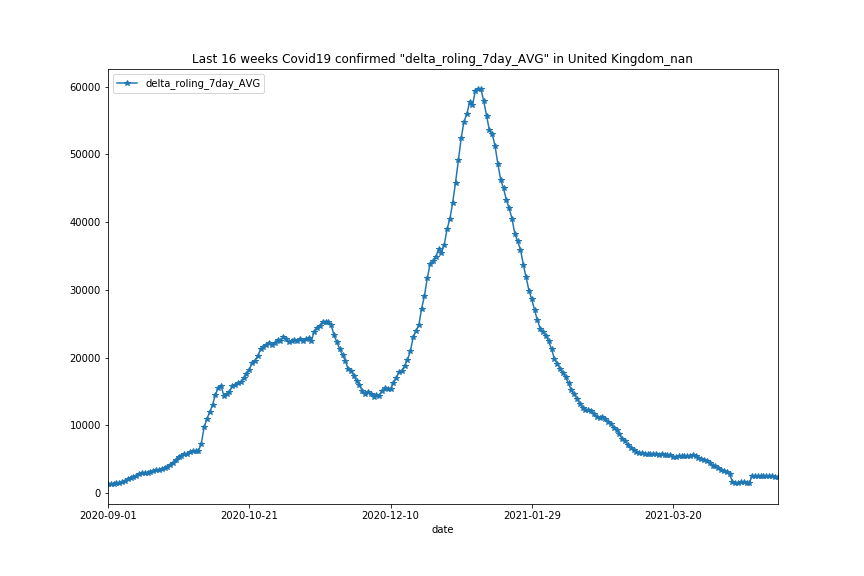 Last 16 weeks Covid19 confirmed "delta_roling_7day_AVG" in United Kingdom_nan
delta_roling_7day_AVG
60000
50000
40000
30000
20000
10000
0
2020-09-01 2020-10-21 2020-12-10 2021-01-29 2021-03-20
date